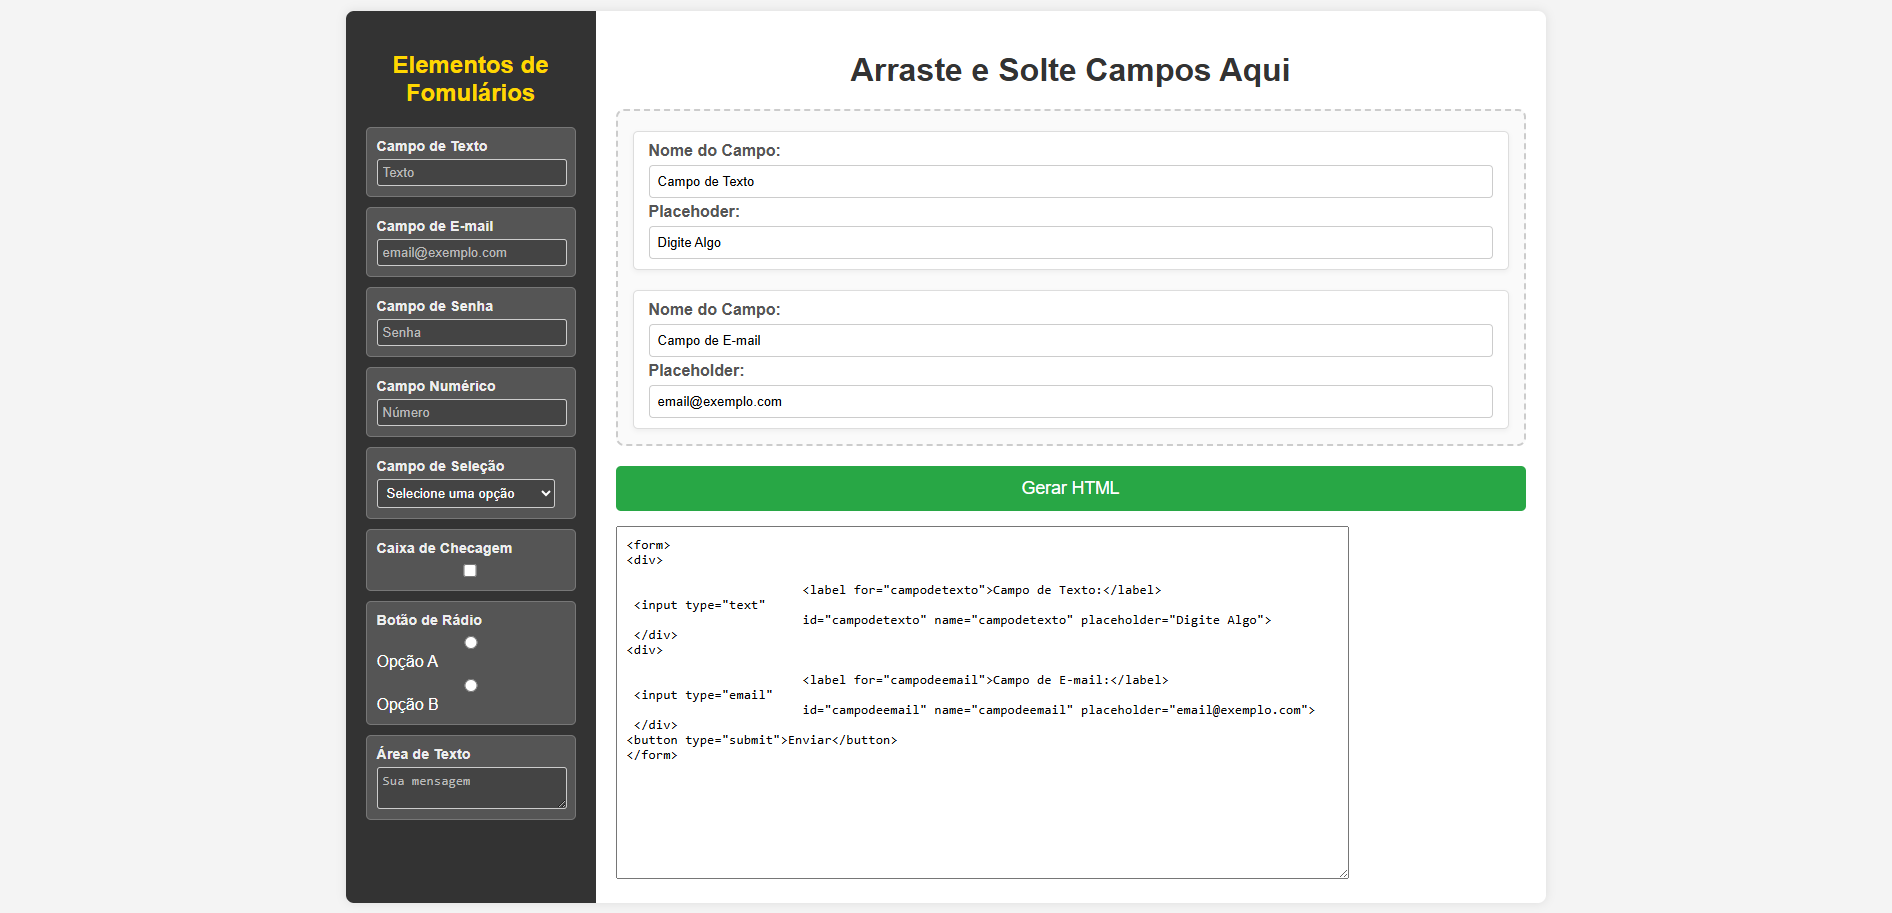 Elementos de
Fomulários
Campo de Texto
Texto
Campo de E-mail
email@exemplo.com
Campo de Senha
Senha
Campo Numérico
Número
Campo de Seleção
Selecione uma opção
Caixa de Checagem
Botão de Rádio
Opção A
Opção B
Área de Texto
Sua mensagem
Arraste e Solte Campos Aqui
Nome do Campo:
Campo de Texto
Placehoder:
Digite Algo
Nome do Campo:
Campo de E-mail
Placeholder:
email@exemplo.com
Gerar HTML
<form>
<div>
<label for="campodetexto">Campo de Texto:</label>
<input type="text"
id="campodetexto" name="campodetexto" placeholder="Digite Algo">
</div>
<div>
<label for="campodeemail">Campo de E-mail:</label>
<input type="email"
id="campodeemail" name="campodeemail" placeholder="email@exemplo.com">
</div>
<button type="submit">Enviar</button>
</form>